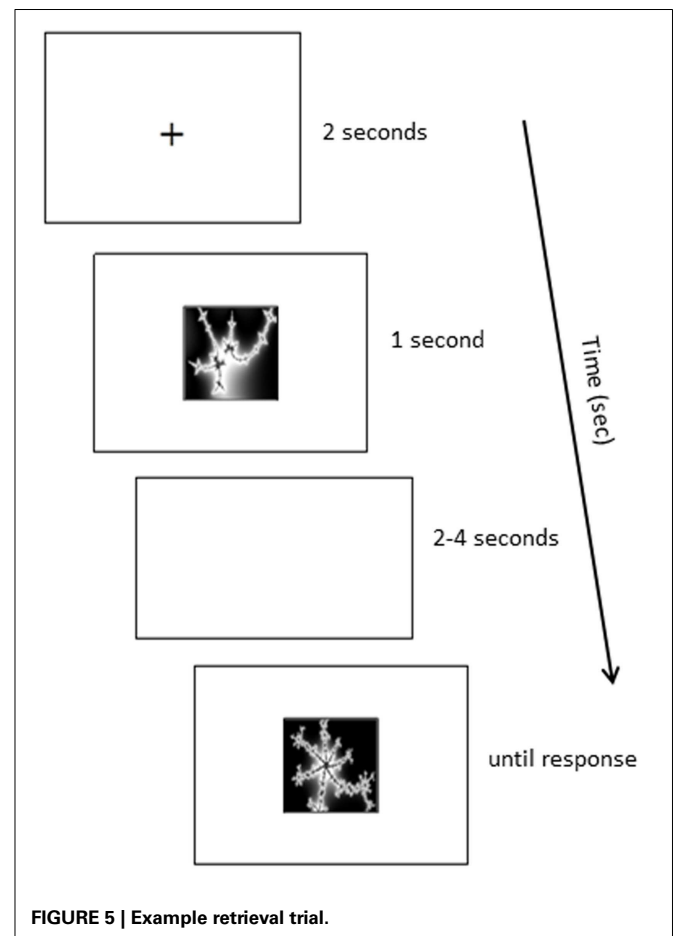 2 seconds
1 second
Time (sec)
2-4 seconds
until response
FIGURE 5 | Example retrieval trial.